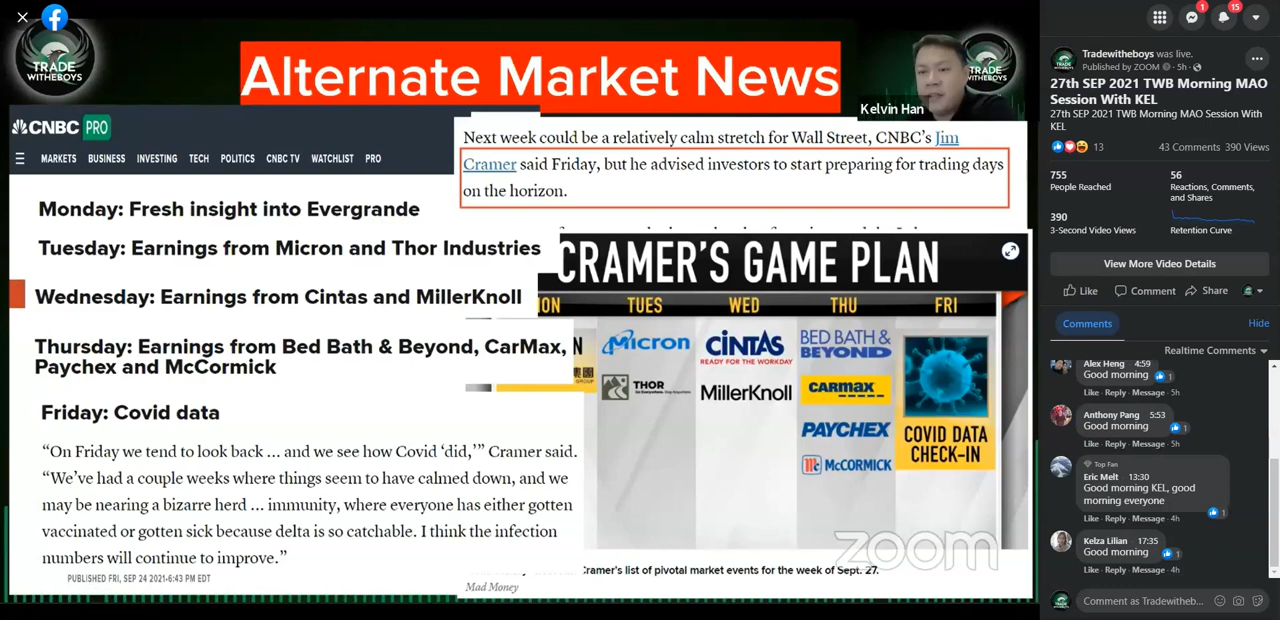 TRADE
WITHEBOYS
Alternate Market News
TRADE
WITHEBOYS
Kelvin Han
CNBC PRO
MARKETS BUSINESS INVESTING TECH POLITICS CNBC TV WATCHLIST PRO
Next week could be a relatively calm stretch for Wall Street, CNBC's Jim
Cramer said Friday, but he advised investors to start preparing for trading days
on the horizon.
Monday: Fresh insight into Evergrande
Tuesday: Earnings from Micron and Thor Industries
Wednesday: Earnings from Cintas and MillerKnoll
Thursday: Earnings from Bed Bath & Beyond, CarMax,
Paychex and McCormick
Friday: Covid data
“On Friday we tend to look back ... and we see how Covid ‘did,’” Cramer said.
“We’ve had a couple weeks where things seem to have calmed down, and we
may be nearing a bizarre herd ... immunity, where everyone has either gotten
vaccinated or gotten sick because delta is so catchable. I think the infection
numbers will continue to improve.”
PUBLISHED FRI, SEP 24 2021-6:43 PM EDT
CRAMER'S GAME PLAN
ON TUES WED THU FRI
N
集團
GROUP
Micron
THOR
CINTAS
READY FOR THE WORKDAY
MillerKnoll
BED BATH &
BEYOND
CARMAX
PAYCHEX
McCORMICK
COVID DATA
CHECK-IN
zoom
Cramer's list of pivotal market events for the week of Sept. 27.
Mad Money
1
15
Tradewitheboys was live.
Published by ZOOM · 5h ·
27th SEP 2021 TWB Morning MAO
Session With KEL
27th SEP 2021 TWB Morning MAO Session With
KEL
13
43 Comments 390 Views
755
People Reached
56
Reactions, Comments,
and Shares
390
3-Second Video Views
Retention Curve
View More Video Details
Like Comment Share
Comments
Hide
Realtime Comments
Alex Heng 4:59
Good morning
1
Like · Reply · Message · 5h
Anthony Pang 5:53
Good morning
1
Like · Reply · Message · 5h
Top Fan
Eric Melt 13:30
Good morning KEL, good
morning everyone
1
Like · Reply · Message · 4h
Kelza Lilian 17:35
Good morning
1
Like · Reply · Message · 4h
Comment as Tradewitheb...